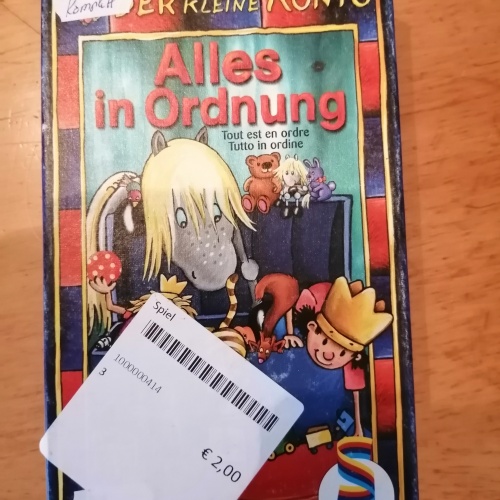 Komplett
DER KLEINE KÖNIG
Alles
in Ordnung
Tout est en ordre
Tutto in ordine
Spiel
1000000414
3
€ 2,00
S